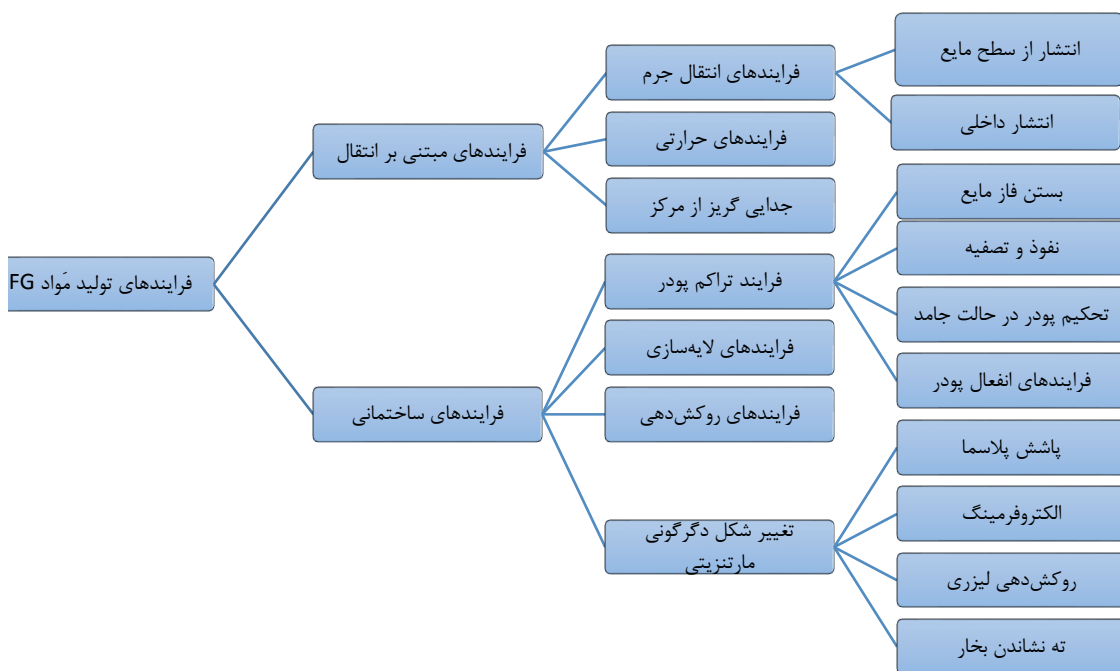 فرایندهای تولید مَواد FG
فرایندهای مبتنی بر انتقال
فرایندهای انتقال جرم
انتشار از سطح مایع
انتشار داخلی
فرایندهای حرارتی
جدایی گریز از مرکز
فرایندهای ساختمانی
فرایند تراکم پودر
بستن فاز مایع
نفوذ و تصفیه
تحکیم پودر در حالت جامد
فرایندهای انفعال پودر
فرایندهای لایه‌سازی
فرایندهای روکش‌دهی
تغییر شکل دگرگونی
مارتنزیتی
پاشش پلاسما
الکتروفرمینگ
روکش‌دهی لیزری
ته نشاندن بخار